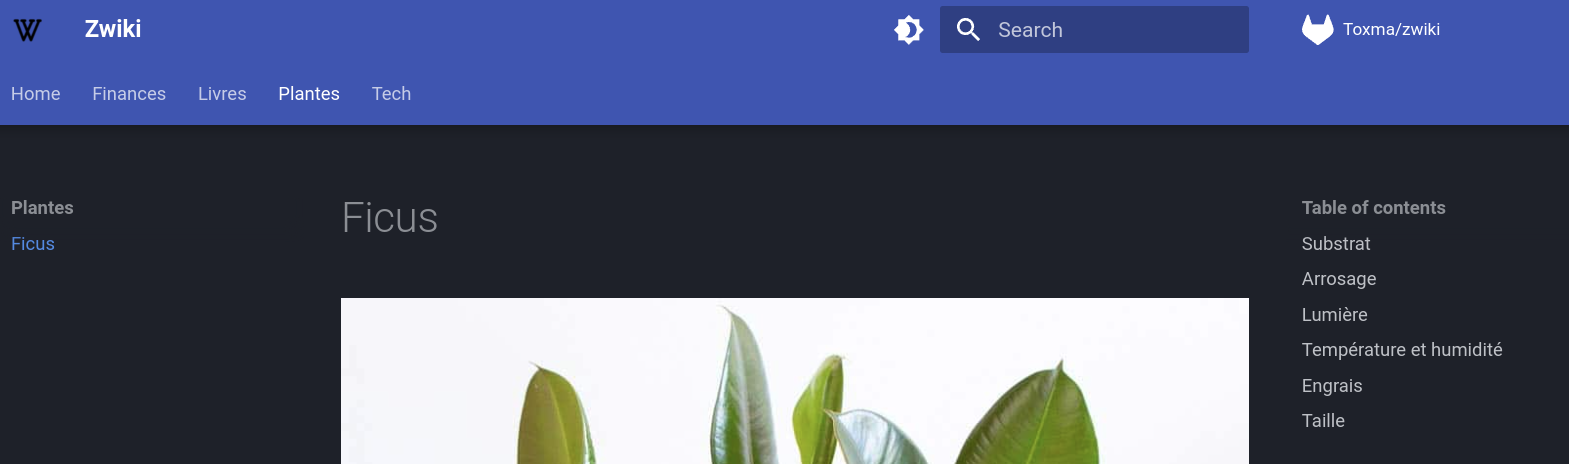 W
Zwiki
Search
Toxma/zwiki
Home Finances Livres Plantes Tech
Plantes
Ficus
Ficus
Table of contents
Substrat
Arrosage
Lumière
Température et humidité
Engrais
Taille